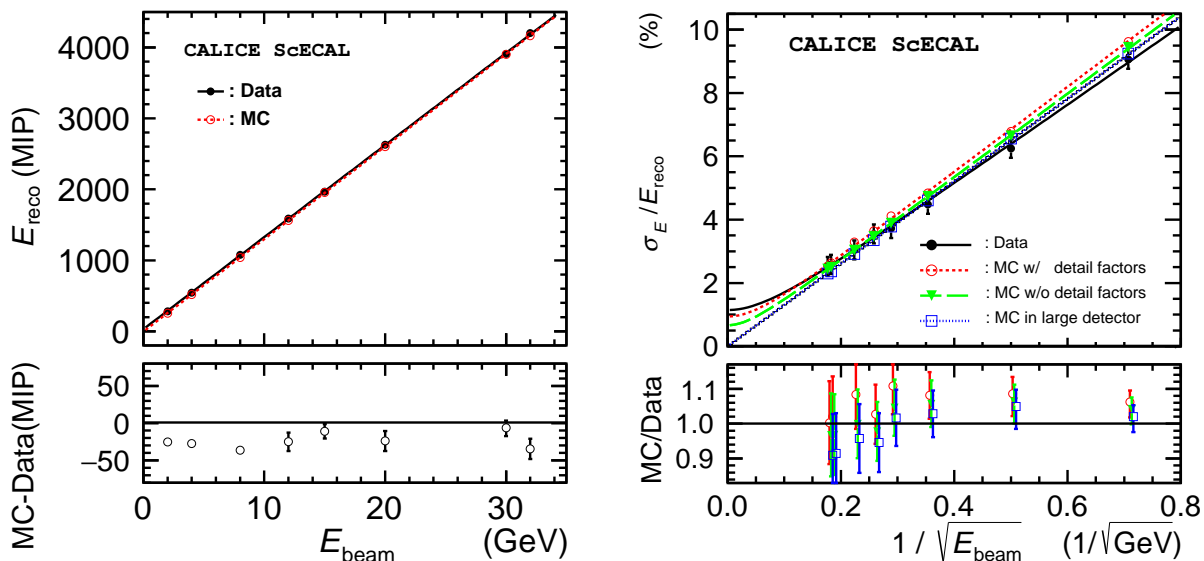 E_reco (MIP)
4000
3000
2000
1000
0
CALICE ScECAL
: Data
: MC
MC-Data(MIP)
50
0
−50
0 10 20 30
E_beam (GeV)
σ_E / E_reco (%)
10
8
6
4
2
0
CALICE ScECAL
: Data
: MC w/ detail factors
: MC w/o detail factors
: MC in large detector
MC/Data
1.1
1.0
0.9
0.0 0.2 0.4 0.6 0.8
1 / √E_beam (1/√GeV)